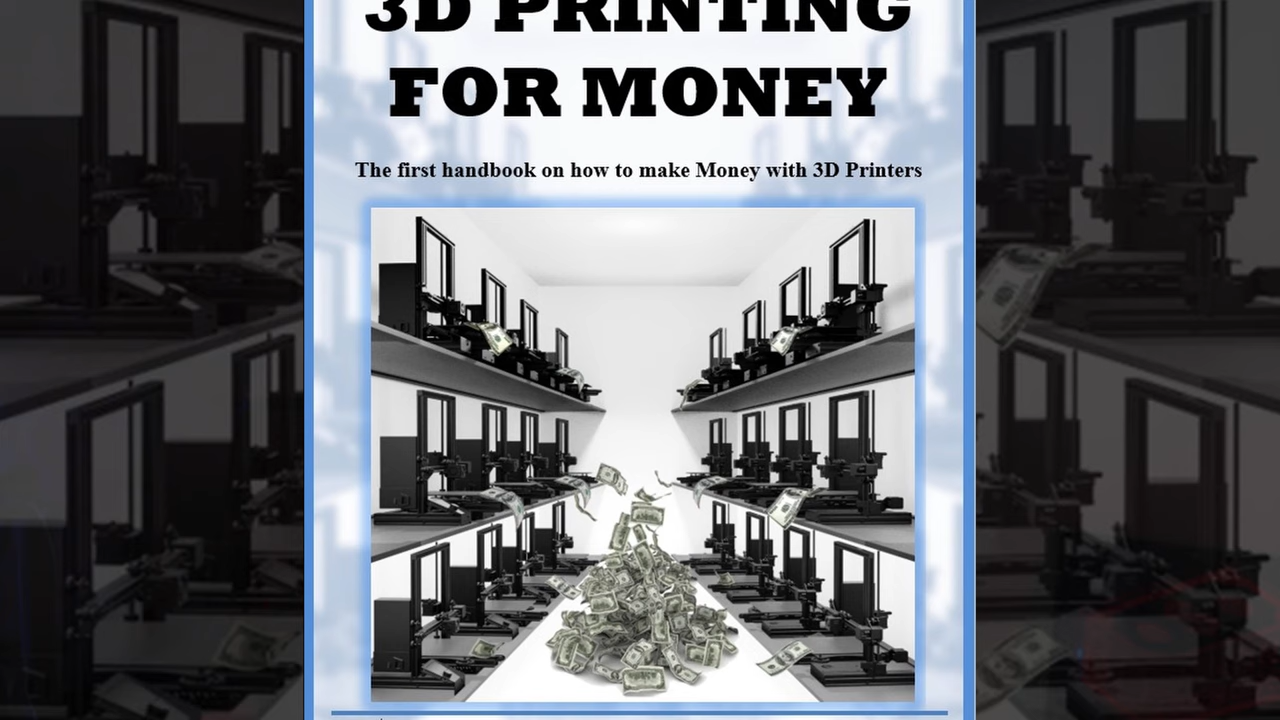 3D PRINTING
FOR MONEY
The first handbook on how to make Money with 3D Printers